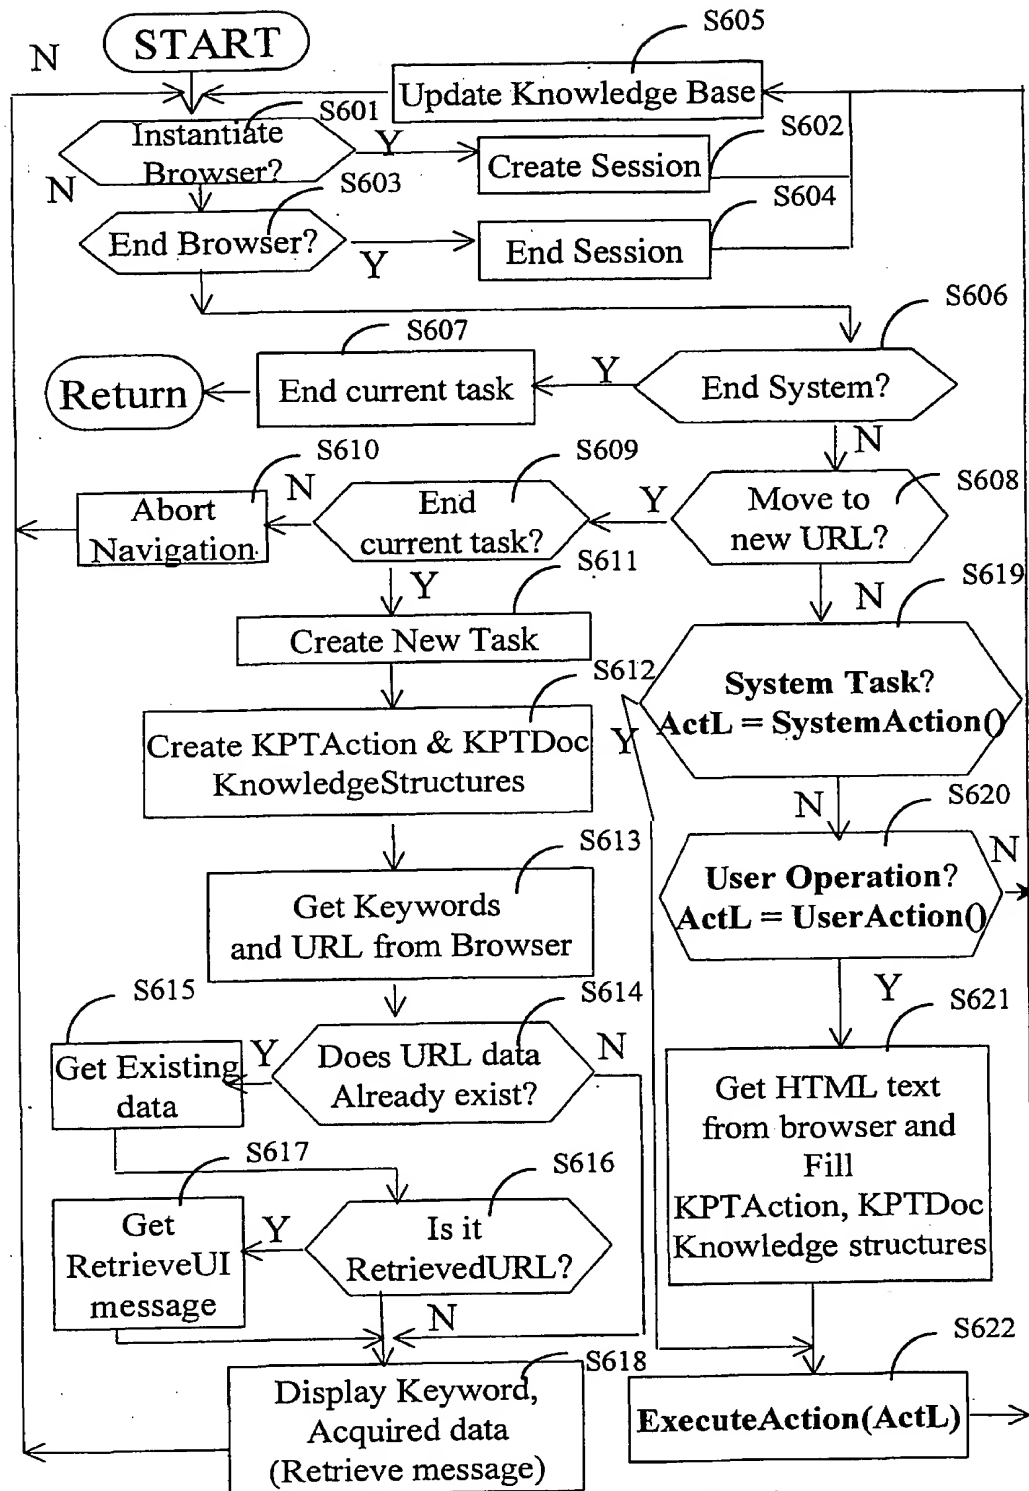 S605
START
N
Update Knowledge Base
S601
S602
Instantiate
Browser?
Y
Create Session
N
S603
S604
End Browser?
Y
End Session
S606
S607
Return
End current task
Y
End System?
N
S610
S609
S608
Abort
Navigation
N
End
current task?
Y
Move to
new URL?
S611
Y
N
S619
Create New Task
S612
System Task?
ActL = SystemAction()
Create KPTAction & KPTDoc
KnowledgeStructures
Y
N
S620
S613
N
User Operation?
ActL = UserAction()
Get Keywords
and URL from Browser
S615
S614
Y
S621
Get Existing
data
Y
Does URL data
Already exist?
N
Get HTML text
from browser and
Fill
KPTAction, KPTDoc
Knowledge structures
S617
S616
Get
RetrieveUI
message
Y
Is it
RetrievedURL?
N
S622
S618
Display Keyword,
Acquired data
(Retrieve message)
ExecuteAction(ActL)